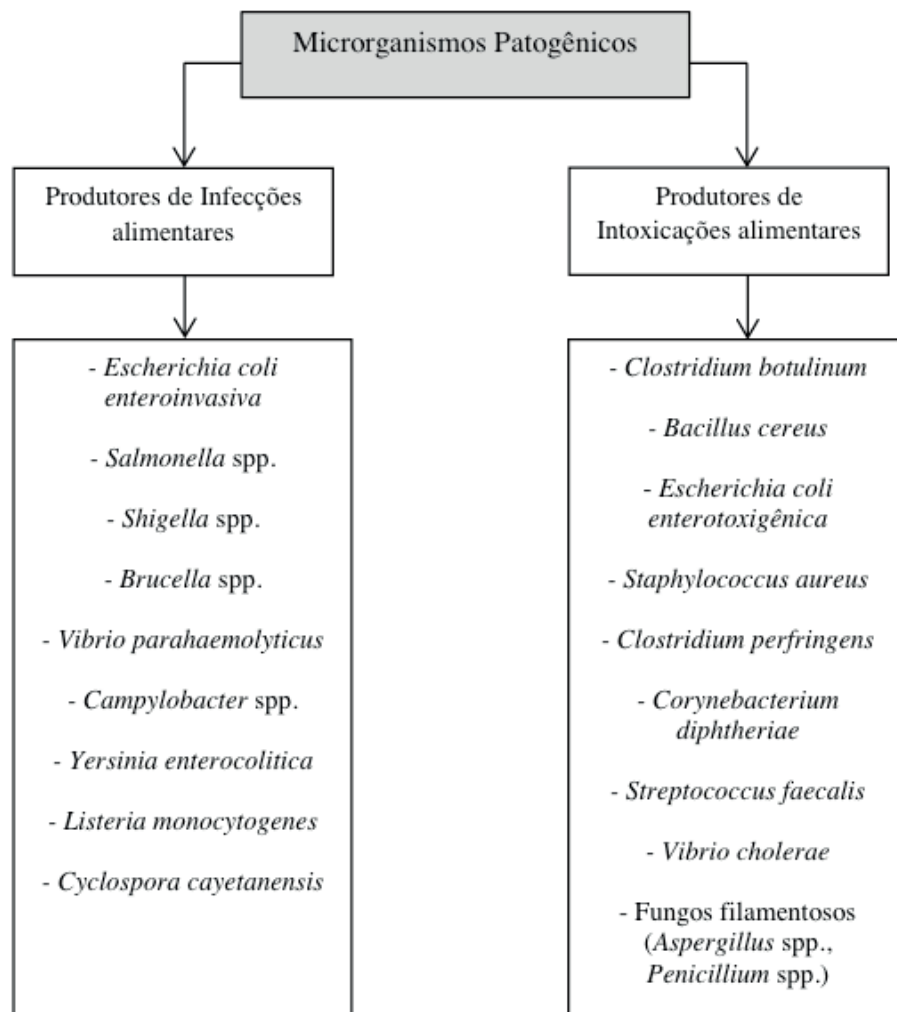 Microrganismos Patogênicos
Produtores de Infecções
alimentares
- Escherichia coli
enteroinvasiva
- Salmonella spp.
- Shigella spp.
- Brucella spp.
- Vibrio parahaemolyticus
- Campylobacter spp.
- Yersinia enterocolitica
- Listeria monocytogenes
- Cyclospora cayetanensis
Produtores de
Intoxicações alimentares
- Clostridium botulinum
- Bacillus cereus
- Escherichia coli
enterotoxigênica
- Staphylococcus aureus
- Clostridium perfringens
- Corynebacterium
diphtheriae
- Streptococcus faecalis
- Vibrio cholerae
- Fungos filamentosos
(Aspergillus spp.,
Penicillium spp.)